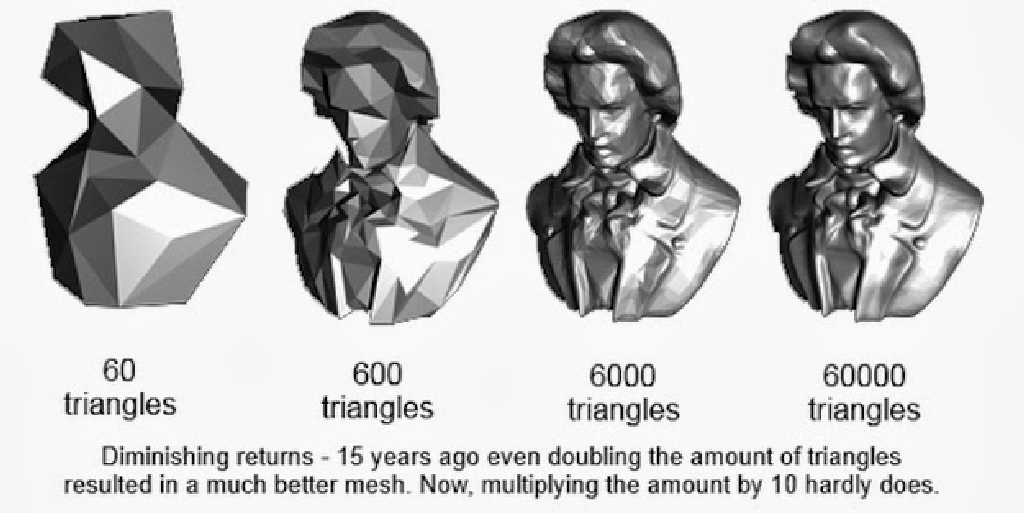 60
triangles
600
triangles
6000
triangles
60000
triangles
Diminishing returns - 15 years ago even doubling the amount of triangles
resulted in a much better mesh. Now, multiplying the amount by 10 hardly does.